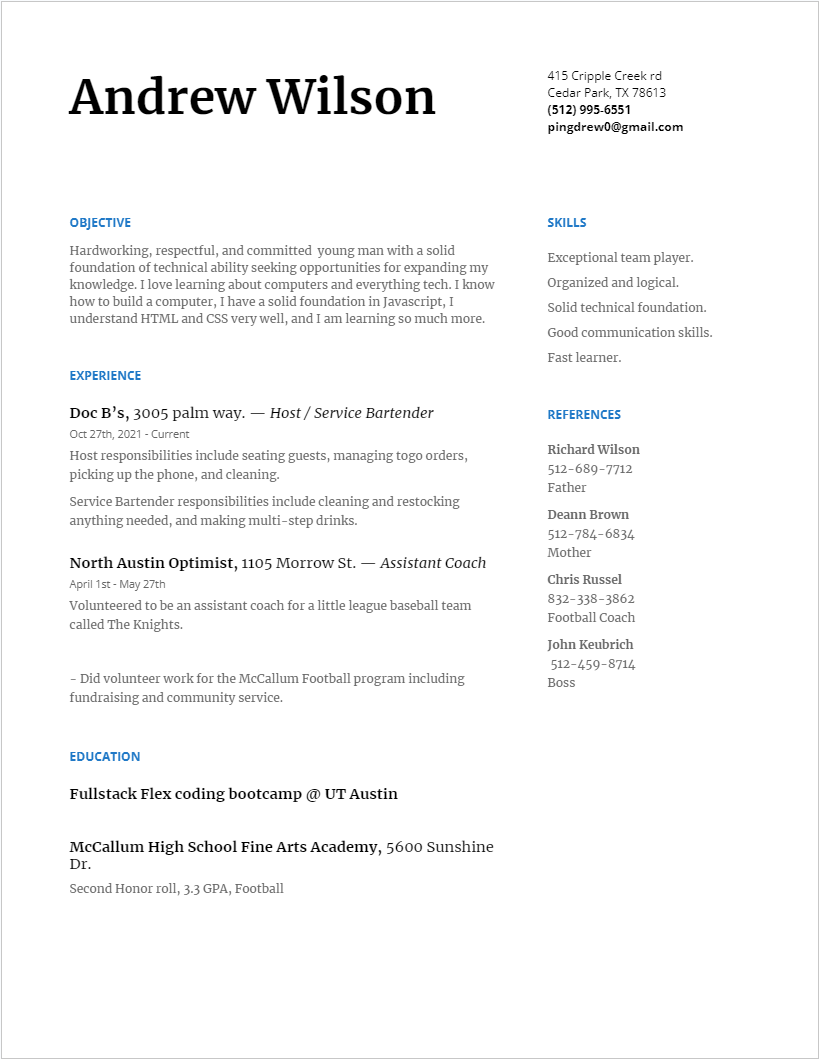 Andrew Wilson
415 Cripple Creek rd
Cedar Park, TX 78613
(512) 995-6551
pingdrew0@gmail.com
OBJECTIVE
Hardworking, respectful, and committed  young man with a solid
foundation of technical ability seeking opportunities for expanding my
knowledge. I love learning about computers and everything tech. I know
how to build a computer, I have a solid foundation in Javascript, I
understand HTML and CSS very well, and I am learning so much more.
EXPERIENCE
Doc B’s, 3005 palm way. — Host / Service Bartender
Oct 27th, 2021 - Current
Host responsibilities include seating guests, managing togo orders,
picking up the phone, and cleaning.
Service Bartender responsibilities include cleaning and restocking
anything needed, and making multi-step drinks.
North Austin Optimist, 1105 Morrow St. — Assistant Coach
April 1st - May 27th
Volunteered to be an assistant coach for a little league baseball team
called The Knights.
- Did volunteer work for the McCallum Football program including
fundraising and community service.
EDUCATION
Fullstack Flex coding bootcamp @ UT Austin
McCallum High School Fine Arts Academy, 5600 Sunshine
Dr.
Second Honor roll, 3.3 GPA, Football
SKILLS
Exceptional team player.
Organized and logical.
Solid technical foundation.
Good communication skills.
Fast learner.
REFERENCES
Richard Wilson
512-689-7712
Father
Deann Brown
512-784-6834
Mother
Chris Russel
832-338-3862
Football Coach
John Keubrich
512-459-8714
Boss